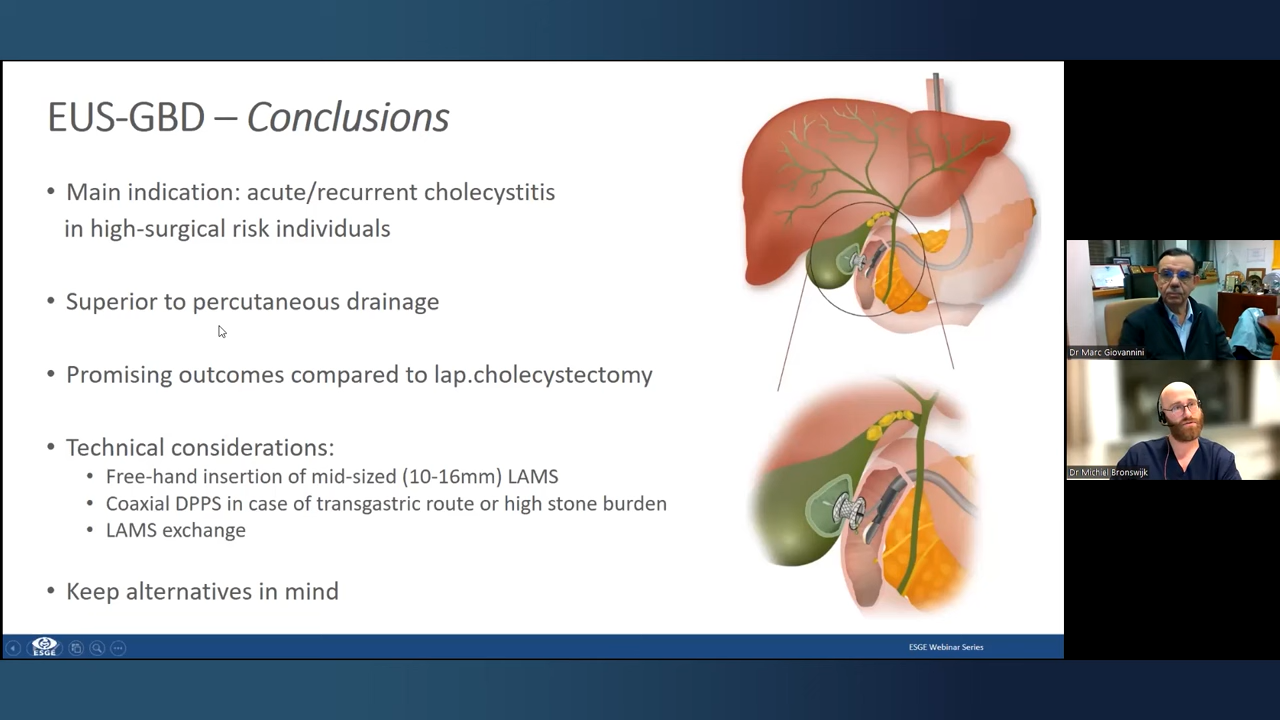 EUS-GBD – Conclusions
• Main indication: acute/recurrent cholecystitis
in high-surgical risk individuals
• Superior to percutaneous drainage
• Promising outcomes compared to lap.cholecystectomy
• Technical considerations:
• Free-hand insertion of mid-sized (10-16mm) LAMS
• Coaxial DPPS in case of transgastric route or high stone burden
• LAMS exchange
• Keep alternatives in mind
ESGE
ESGE Webinar Series
Dr Marc Giovannini
Dr Michiel Bronswijk